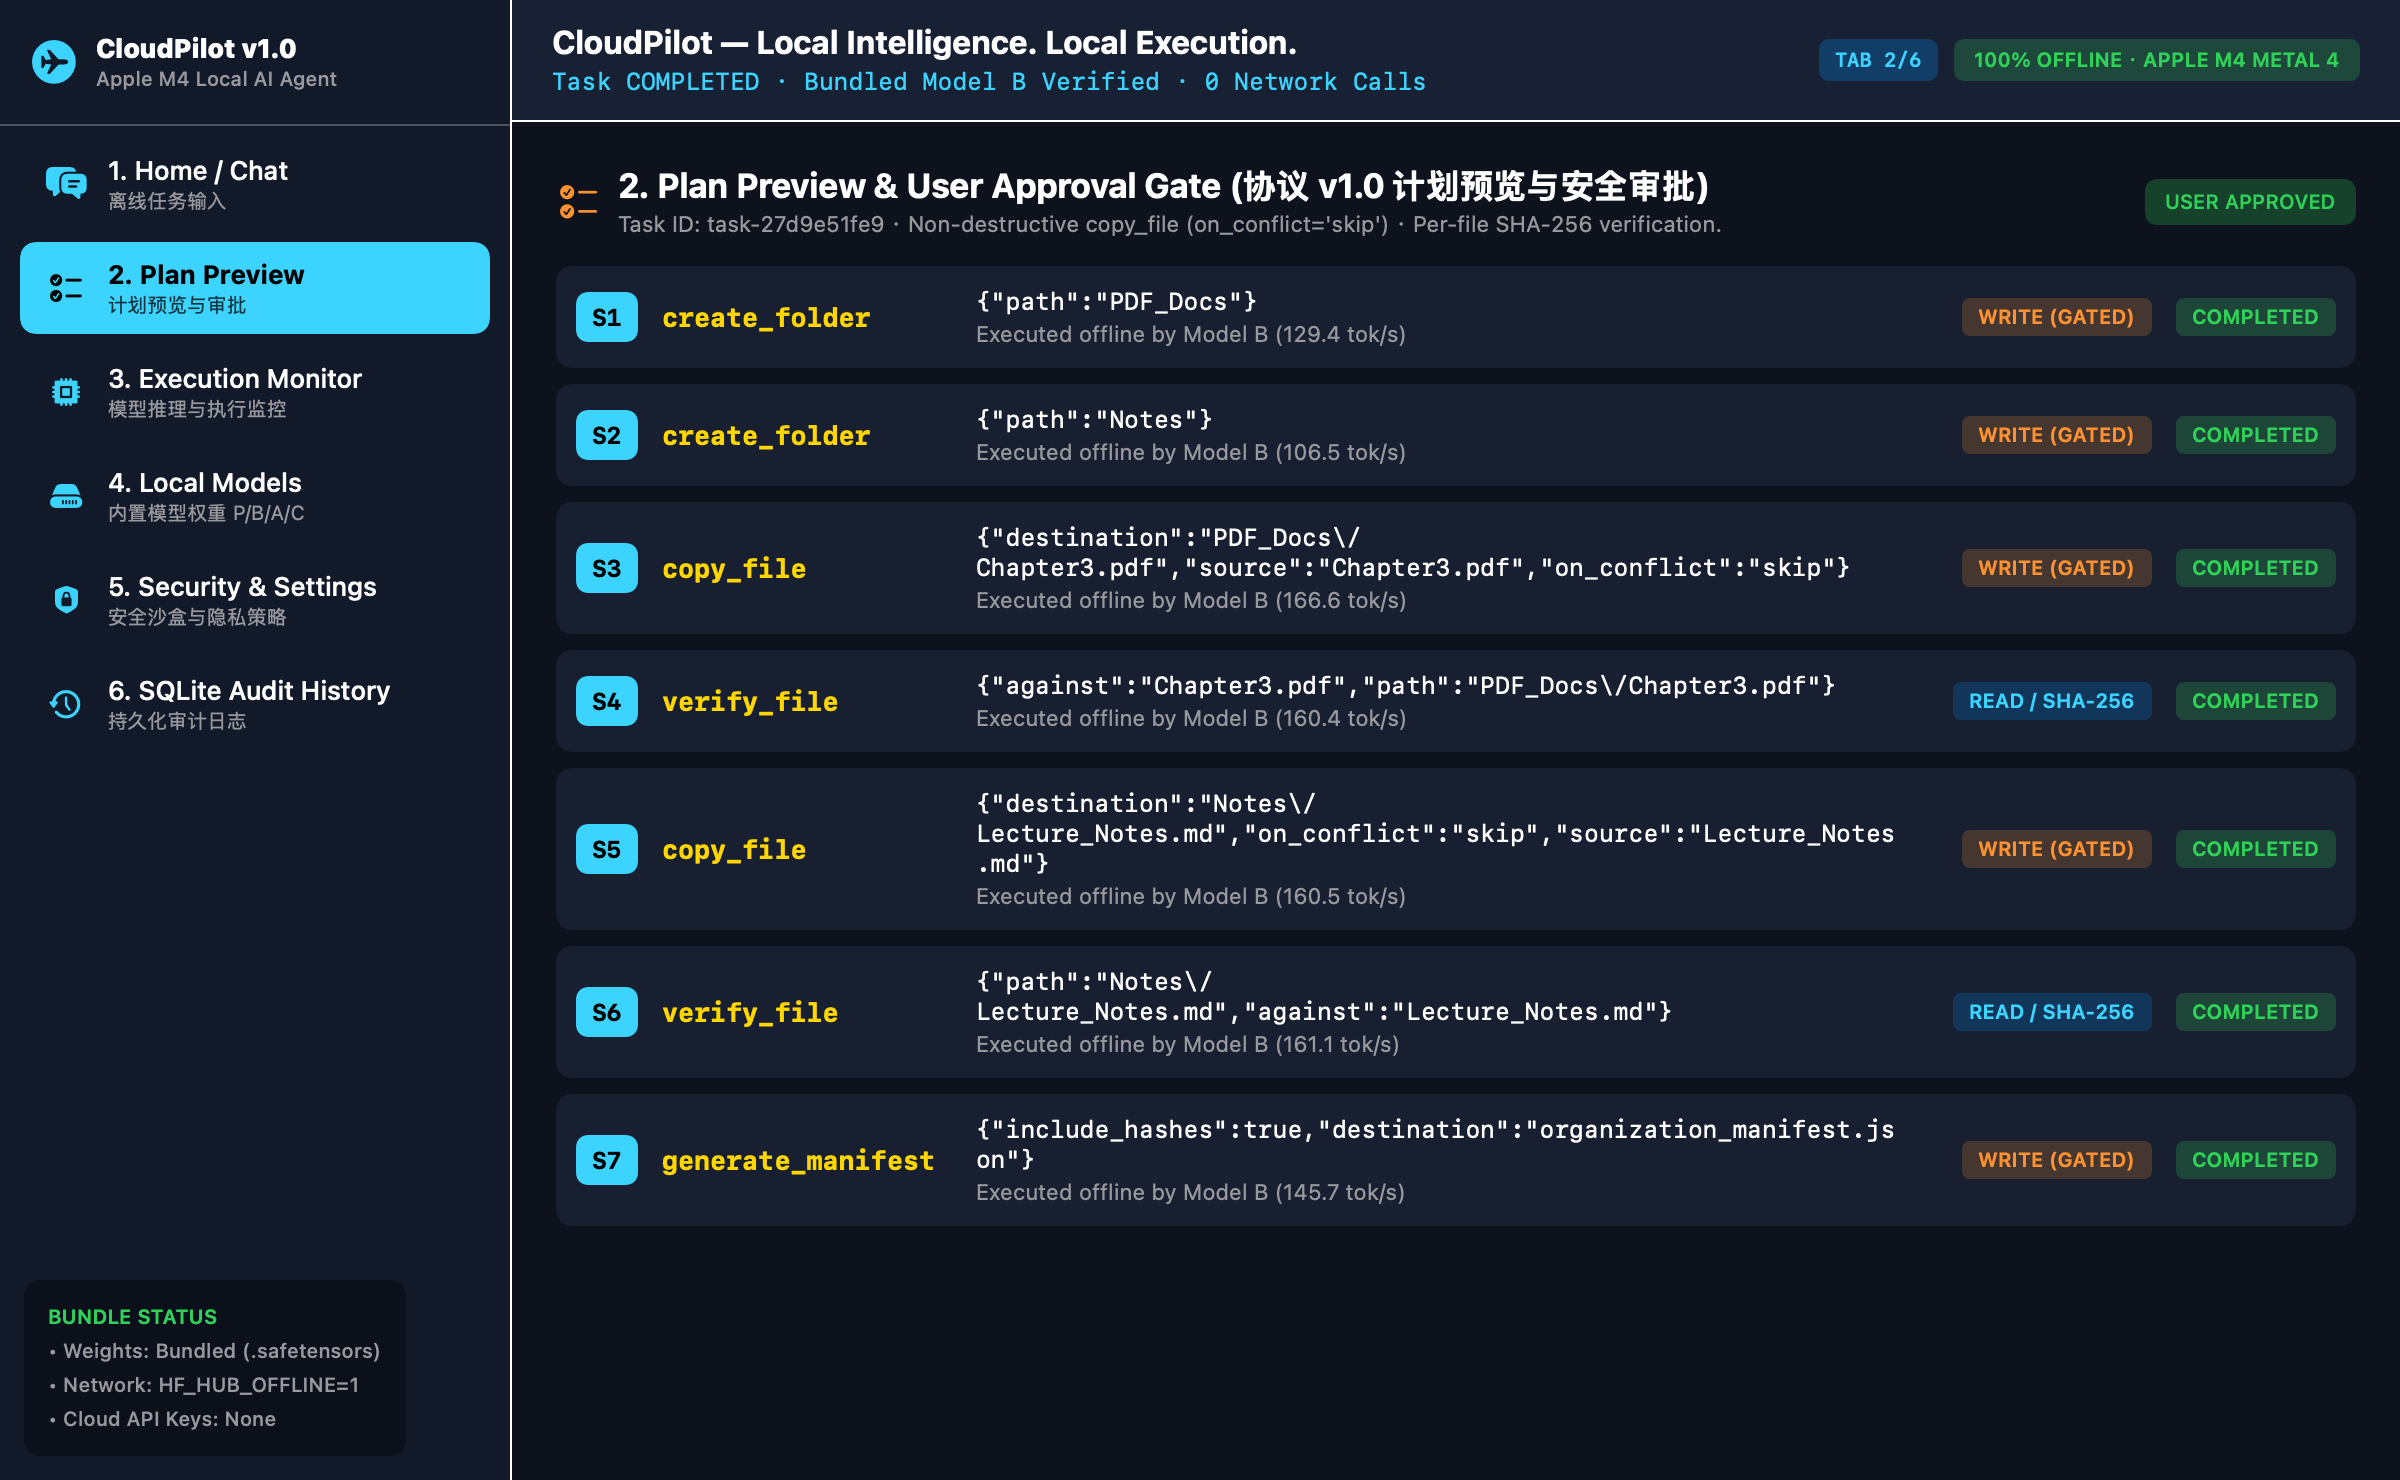 CloudPilot v1.0
Apple M4 Local AI Agent
1. Home / Chat
离线任务输入
2. Plan Preview
计划预览与审批
3. Execution Monitor
模型推理与执行监控
4. Local Models
内置模型权重 P/B/A/C
5. Security & Settings
安全沙盒与隐私策略
6. SQLite Audit History
持久化审计日志
BUNDLE STATUS
• Weights: Bundled (.safetensors)
• Network: HF_HUB_OFFLINE=1
• Cloud API Keys: None
CloudPilot — Local Intelligence. Local Execution.
Task COMPLETED · Bundled Model B Verified · 0 Network Calls
TAB 2/6
100% OFFLINE · APPLE M4 METAL 4
2. Plan Preview & User Approval Gate (协议 v1.0 计划预览与安全审批)
Task ID: task-27d9e51fe9 · Non-destructive copy_file (on_conflict='skip') · Per-file SHA-256 verification.
USER APPROVED
S1
create_folder
{"path":"PDF_Docs"}
Executed offline by Model B (129.4 tok/s)
WRITE (GATED)
COMPLETED
S2
create_folder
{"path":"Notes"}
Executed offline by Model B (106.5 tok/s)
WRITE (GATED)
COMPLETED
S3
copy_file
{"destination":"PDF_Docs\/
Chapter3.pdf","source":"Chapter3.pdf","on_conflict":"skip"}
Executed offline by Model B (166.6 tok/s)
WRITE (GATED)
COMPLETED
S4
verify_file
{"against":"Chapter3.pdf","path":"PDF_Docs\/Chapter3.pdf"}
Executed offline by Model B (160.4 tok/s)
READ / SHA-256
COMPLETED
S5
copy_file
{"destination":"Notes\/
Lecture_Notes.md","on_conflict":"skip","source":"Lecture_Notes
.md"}
Executed offline by Model B (160.5 tok/s)
WRITE (GATED)
COMPLETED
S6
verify_file
{"path":"Notes\/
Lecture_Notes.md","against":"Lecture_Notes.md"}
Executed offline by Model B (161.1 tok/s)
READ / SHA-256
COMPLETED
S7
generate_manifest
{"include_hashes":true,"destination":"organization_manifest.js
on"}
Executed offline by Model B (145.7 tok/s)
WRITE (GATED)
COMPLETED